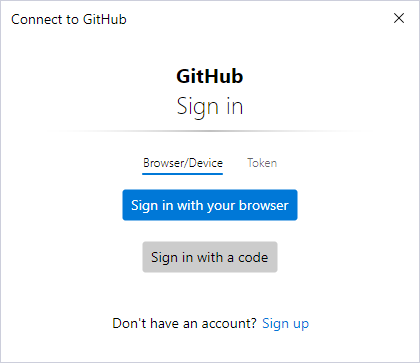 Connect to GitHub
GitHub
Sign in
Browser/Device Token
Sign in with your browser
Sign in with a code
Don't have an account? Sign up